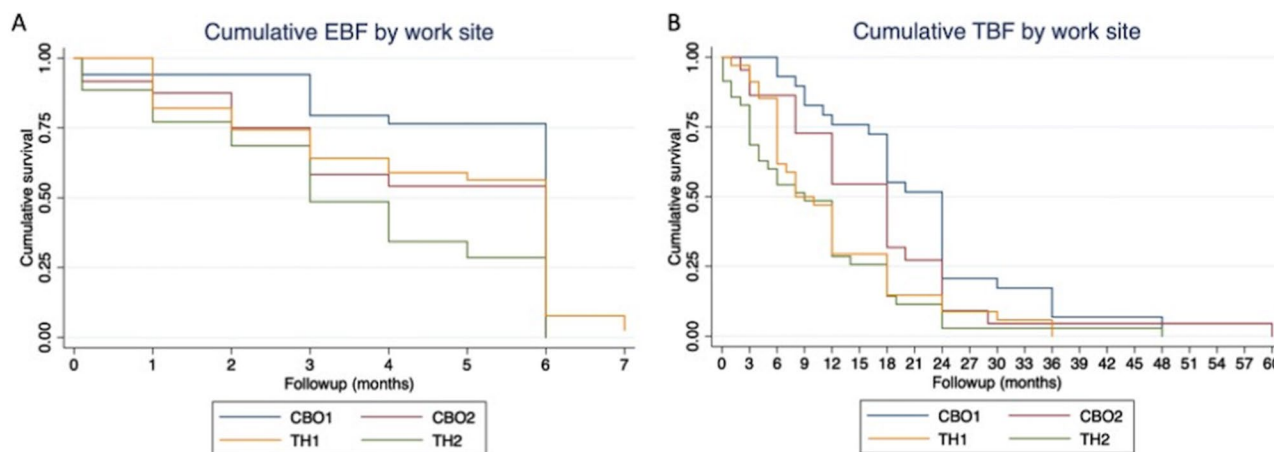 A
Cumulative EBF by work site
Cumulative survival
1.00
0.75
0.50
0.25
0.00
0 1 2 3 4 5 6 7
Followup (months)
CBO1 CBO2
TH1 TH2
B
Cumulative TBF by work site
Cumulative survival
1.00
0.75
0.50
0.25
0.00
0 3 6 9 12 15 18 21 24 27 30 33 36 39 42 45 48 51 54 57 60
Followup (months)
CBO1 CBO2
TH1 TH2